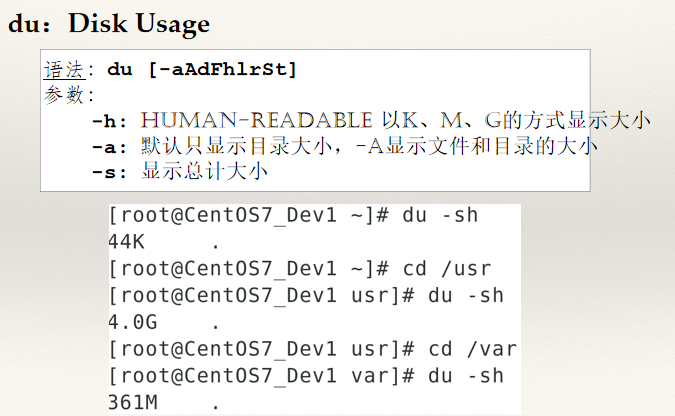 du：Disk Usage
语法: du [-aAdFhlrSt]
参数:
-h: HUMAN-READABLE 以K、M、G的方式显示大小
-a: 默认只显示目录大小，-A显示文件和目录的大小
-s: 显示总计大小
[root@CentOS7_Dev1 ~]# du -sh
44K .
[root@CentOS7_Dev1 ~]# cd /usr
[root@CentOS7_Dev1 usr]# du -sh
4.0G .
[root@CentOS7_Dev1 usr]# cd /var
[root@CentOS7_Dev1 var]# du -sh
361M .